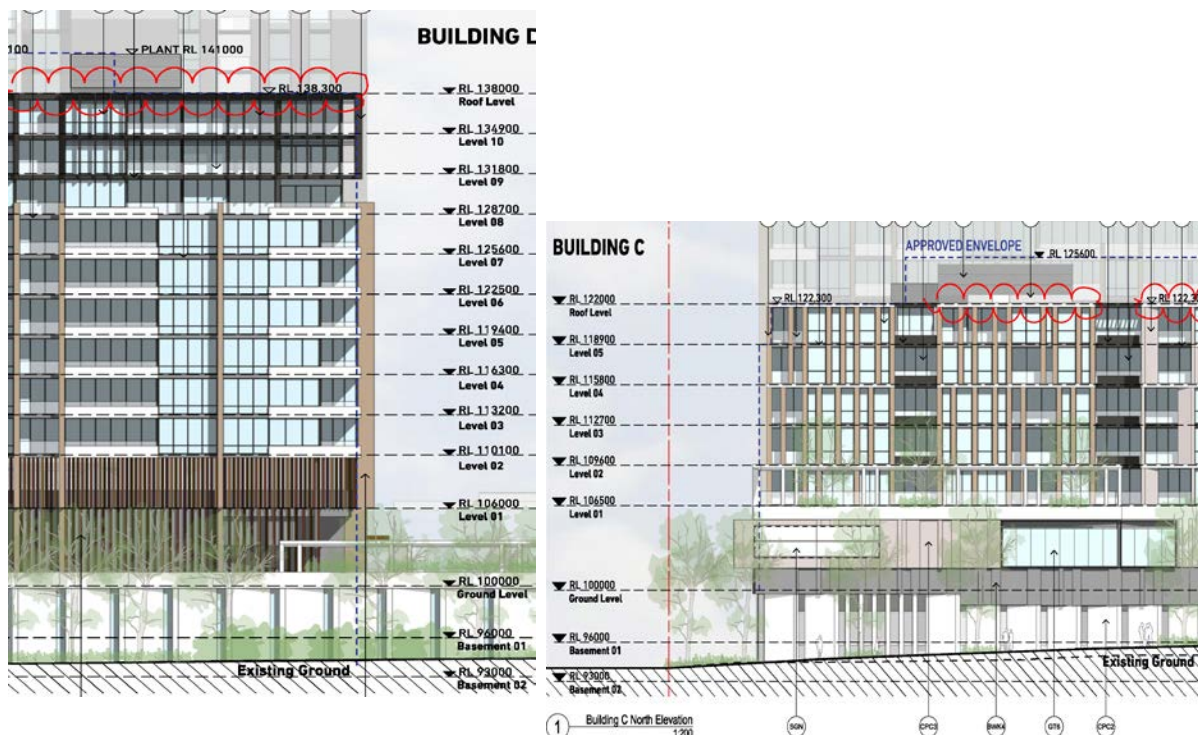 BUILDING D
100
PLANT RL 141000
RL 138,300
RL 138000
Roof Level
RL 134900
Level 10
RL 131800
Level 09
RL 128700
Level 08
RL 125600
Level 07
RL 122500
Level 06
RL 119400
Level 05
RL 116300
Level 04
RL 113200
Level 03
RL 110100
Level 02
RL 106000
Level 01
RL 100000
Ground Level
RL 96000
Basement 01
Existing Ground
RL 93000
Basement 02
BUILDING C
APPROVED ENVELOPE
RL 125600
RL 122000
Roof Level
RL 122,300
RL 122,3
RL 118900
Level 05
RL 115800
Level 04
RL 112700
Level 03
RL 109600
Level 02
RL 106500
Level 01
RL 100000
Ground Level
RL 96000
Basement 01
Existing Ground
RL 93000
Basement 02
1 Building C North Elevation
1:200
SGN
CPC3
BWK4
GT6
CPC2